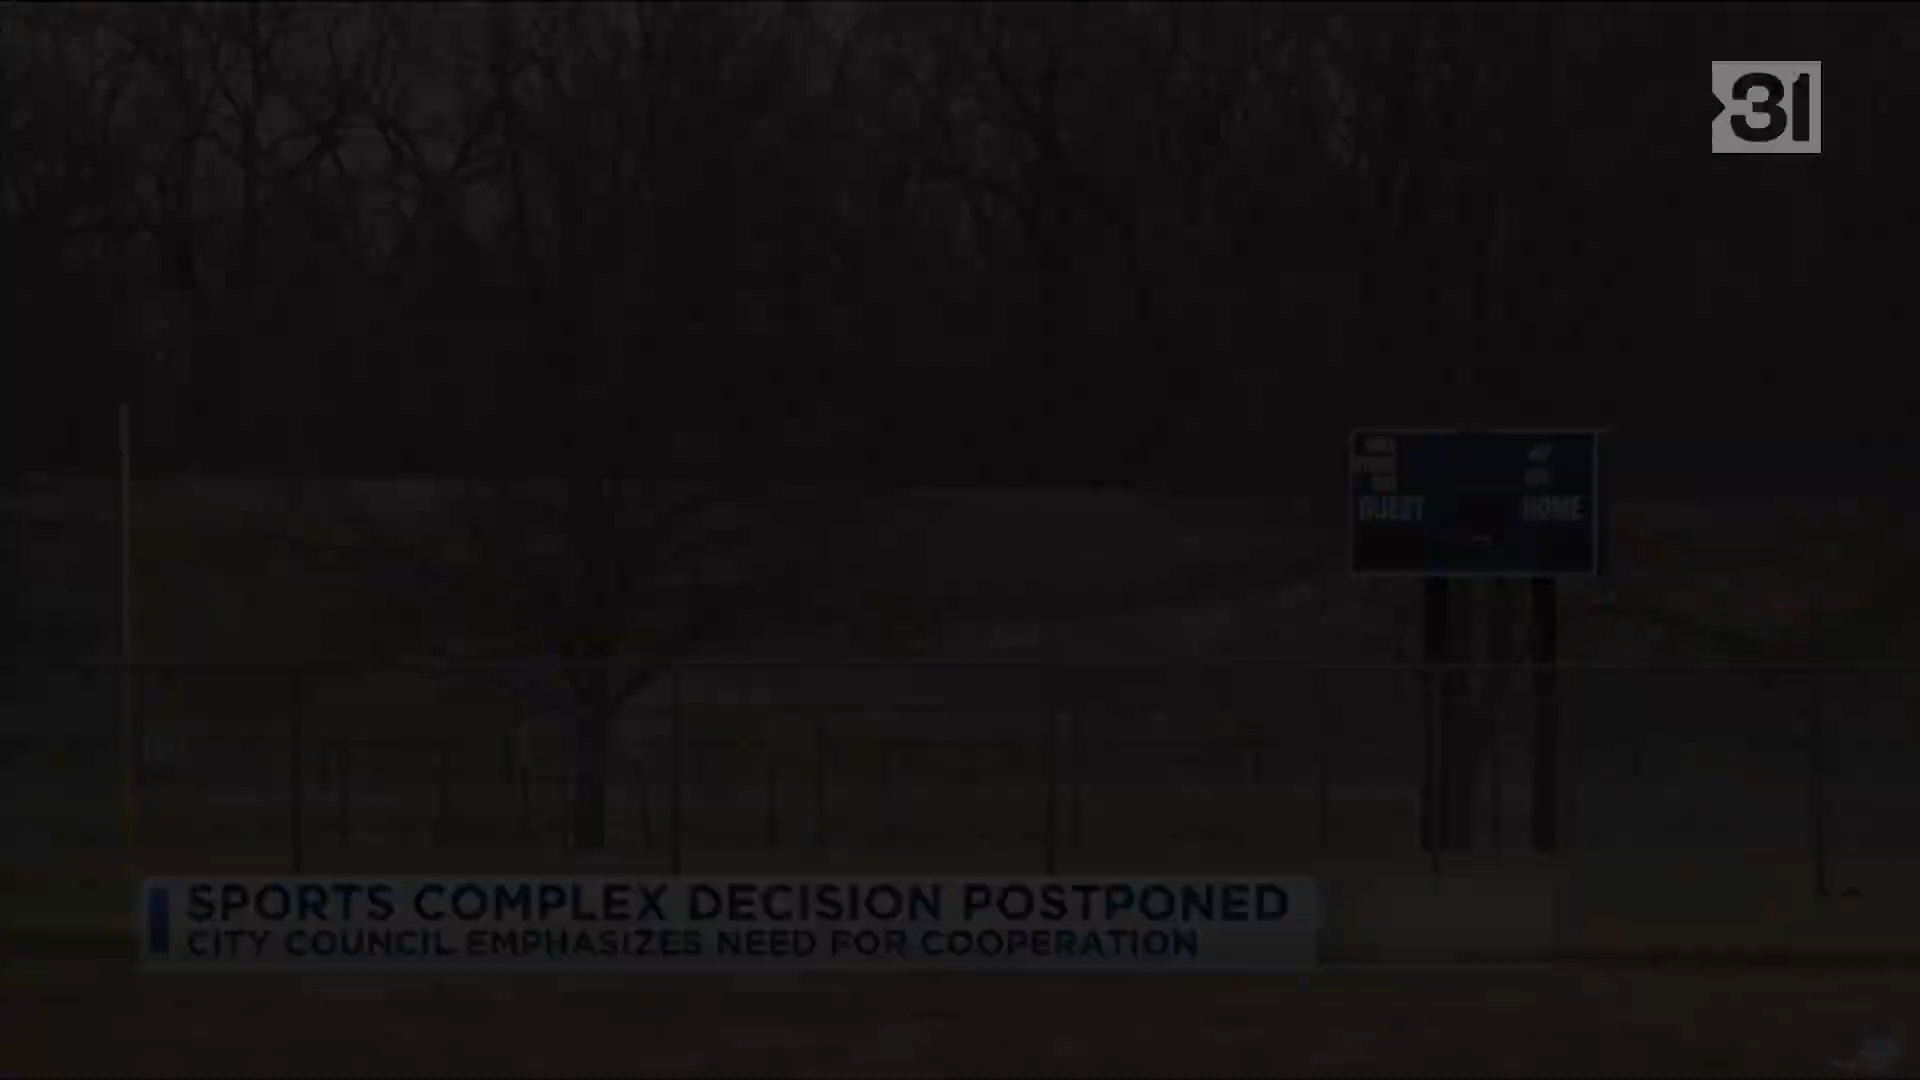 31
GUEST HOME
SPORTS COMPLEX DECISION POSTPONED
CITY COUNCIL EMPHASIZES NEED FOR COOPERATION